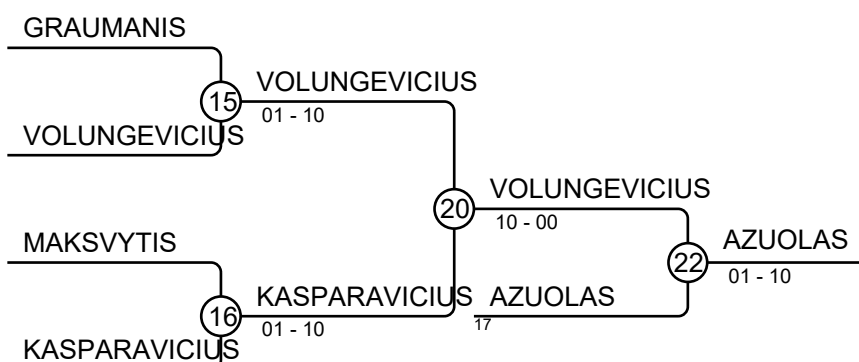 GRAUMANIS
15
VOLUNGEVICIUS
01 - 10
VOLUNGEVICIUS
20
VOLUNGEVICIUS
10 - 00
MAKSVYTIS
22
AZUOLAS
01 - 10
16
KASPARAVICIUS
01 - 10
AZUOLAS
17
KASPARAVICIUS